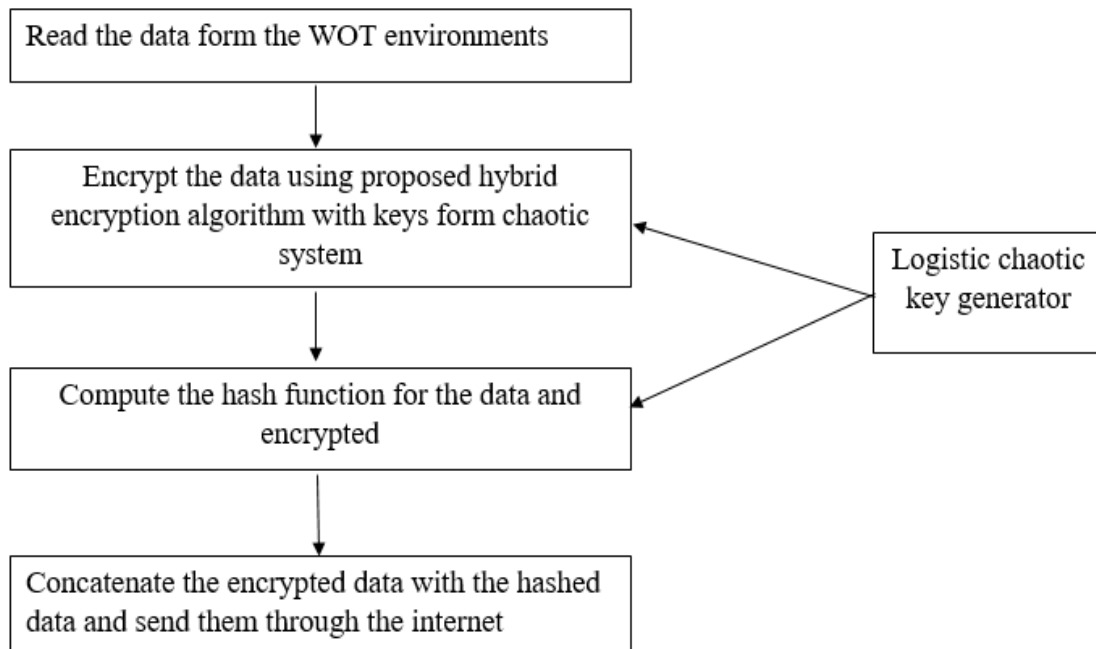 Read the data form the WOT environments
Encrypt the data using proposed hybrid
encryption algorithm with keys form chaotic
system
Logistic chaotic
key generator
Compute the hash function for the data and
encrypted
Concatenate the encrypted data with the hashed
data and send them through the internet